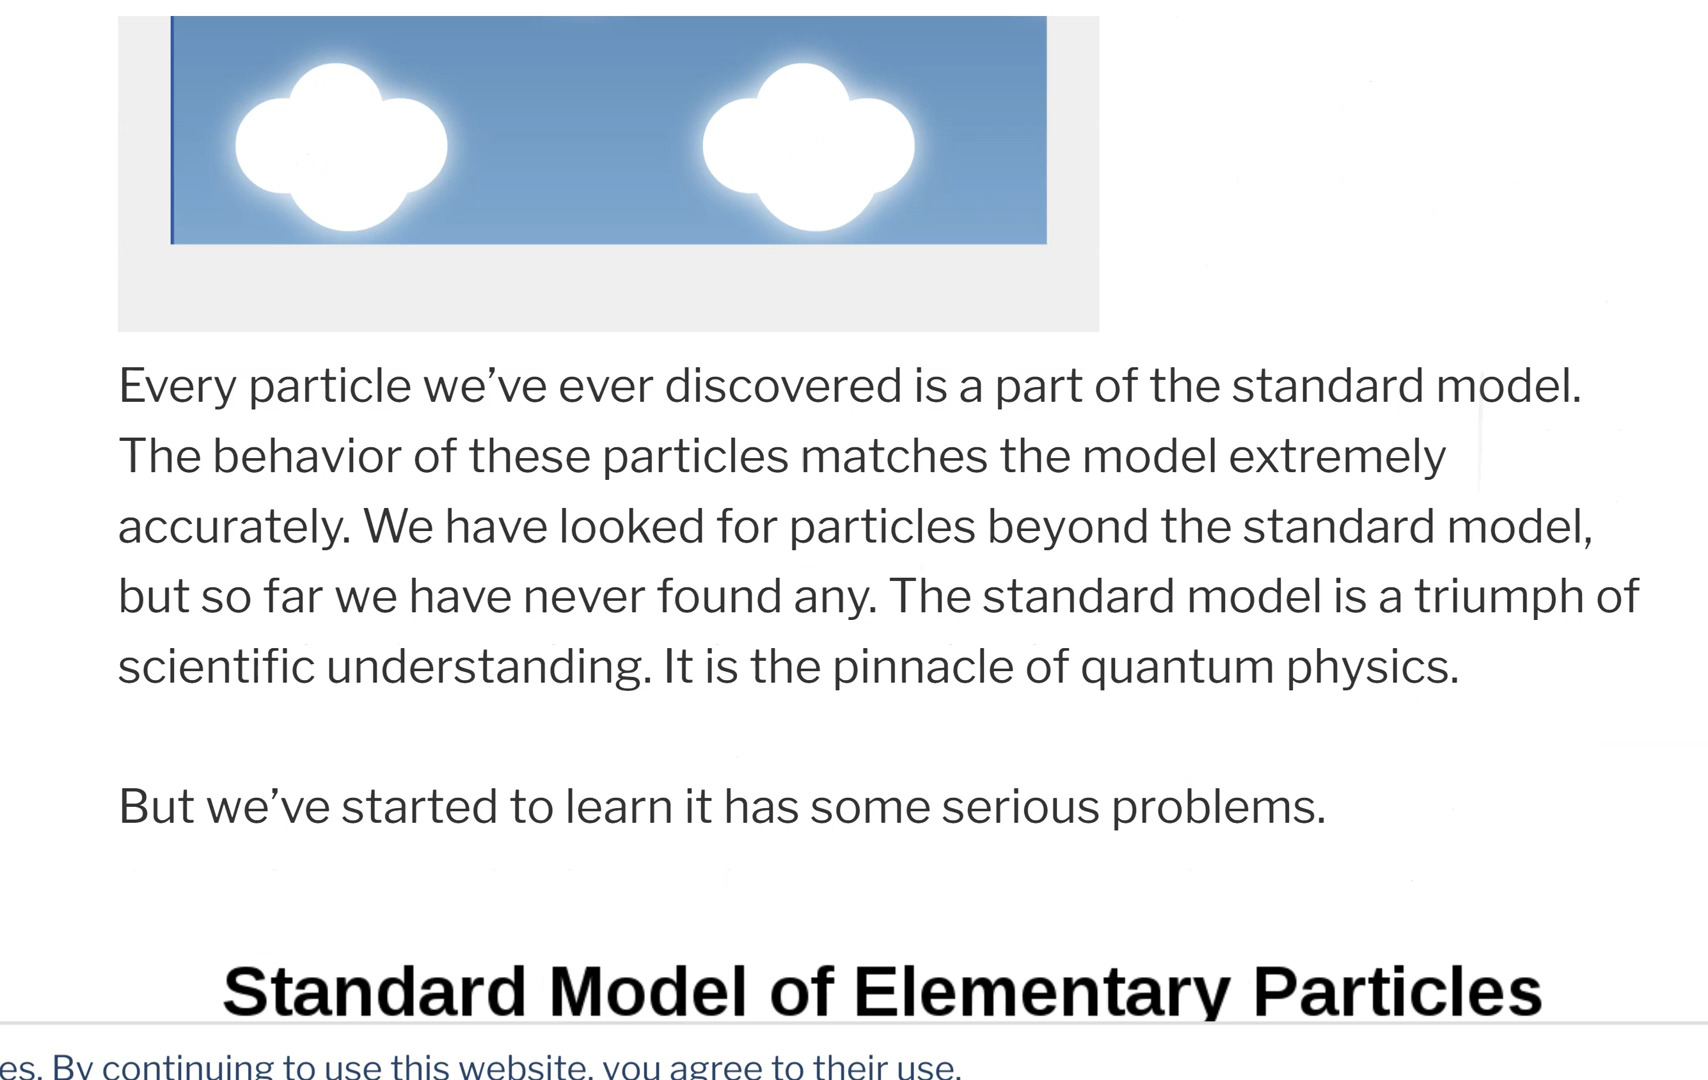 Every particle we’ve ever discovered is a part of the standard model.
The behavior of these particles matches the model extremely
accurately. We have looked for particles beyond the standard model,
but so far we have never found any. The standard model is a triumph of
scientific understanding. It is the pinnacle of quantum physics.
But we’ve started to learn it has some serious problems.
Standard Model of Elementary Particles
es. By continuing to use this website, you agree to their use.